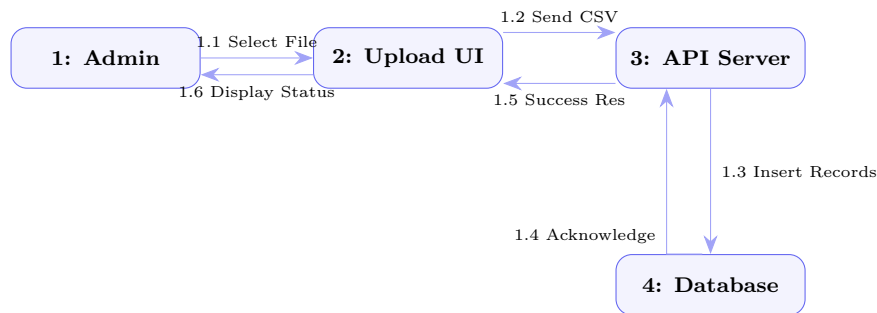 1.2 Send CSV
1.1 Select File
1: Admin
2: Upload UI
3: API Server
1.6 Display Status
1.5 Success Res
1.3 Insert Records
1.4 Acknowledge
4: Database